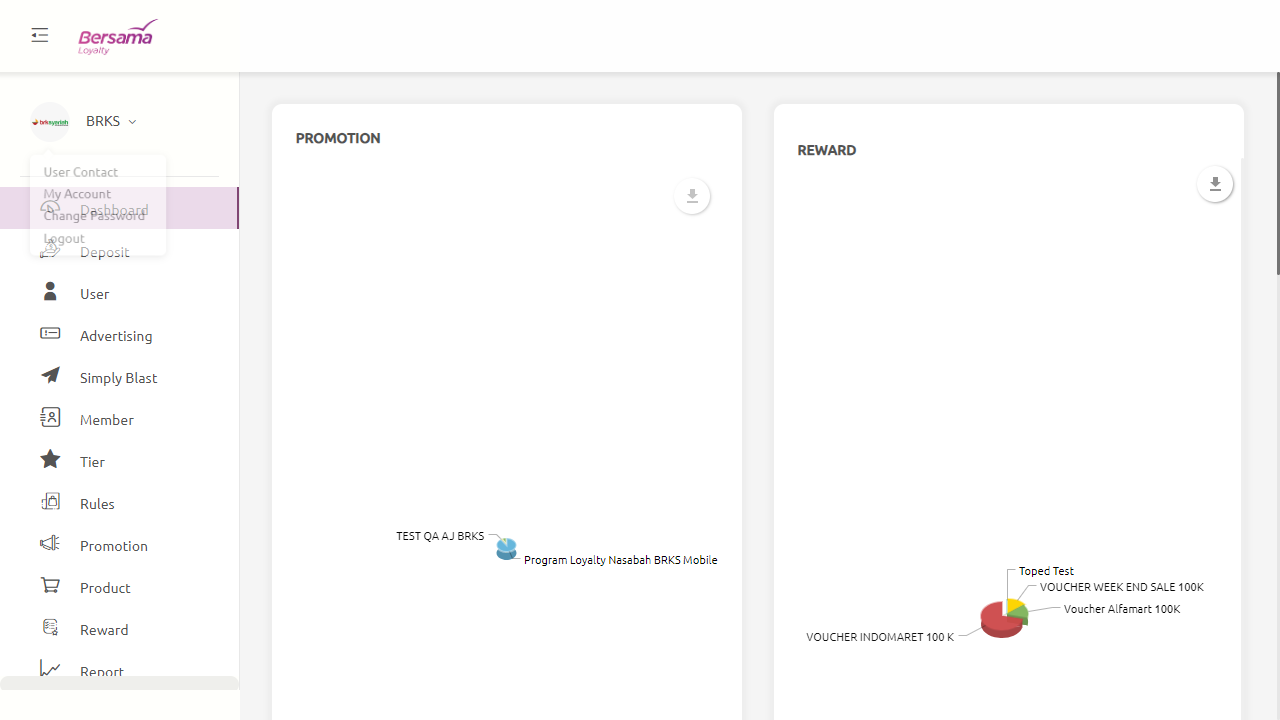 Bersama
Loyalty
brksyariah
BRKS
User Contact
My Account
Change Password
Logout
Dashboard
Deposit
User
Advertising
Simply Blast
Member
Tier
Rules
Promotion
Product
Reward
Report
PROMOTION
TEST QA AJ BRKS
Program Loyalty Nasabah BRKS Mobile
REWARD
Toped Test
VOUCHER WEEK END SALE 100K
Voucher Alfamart 100K
VOUCHER INDOMARET 100 K